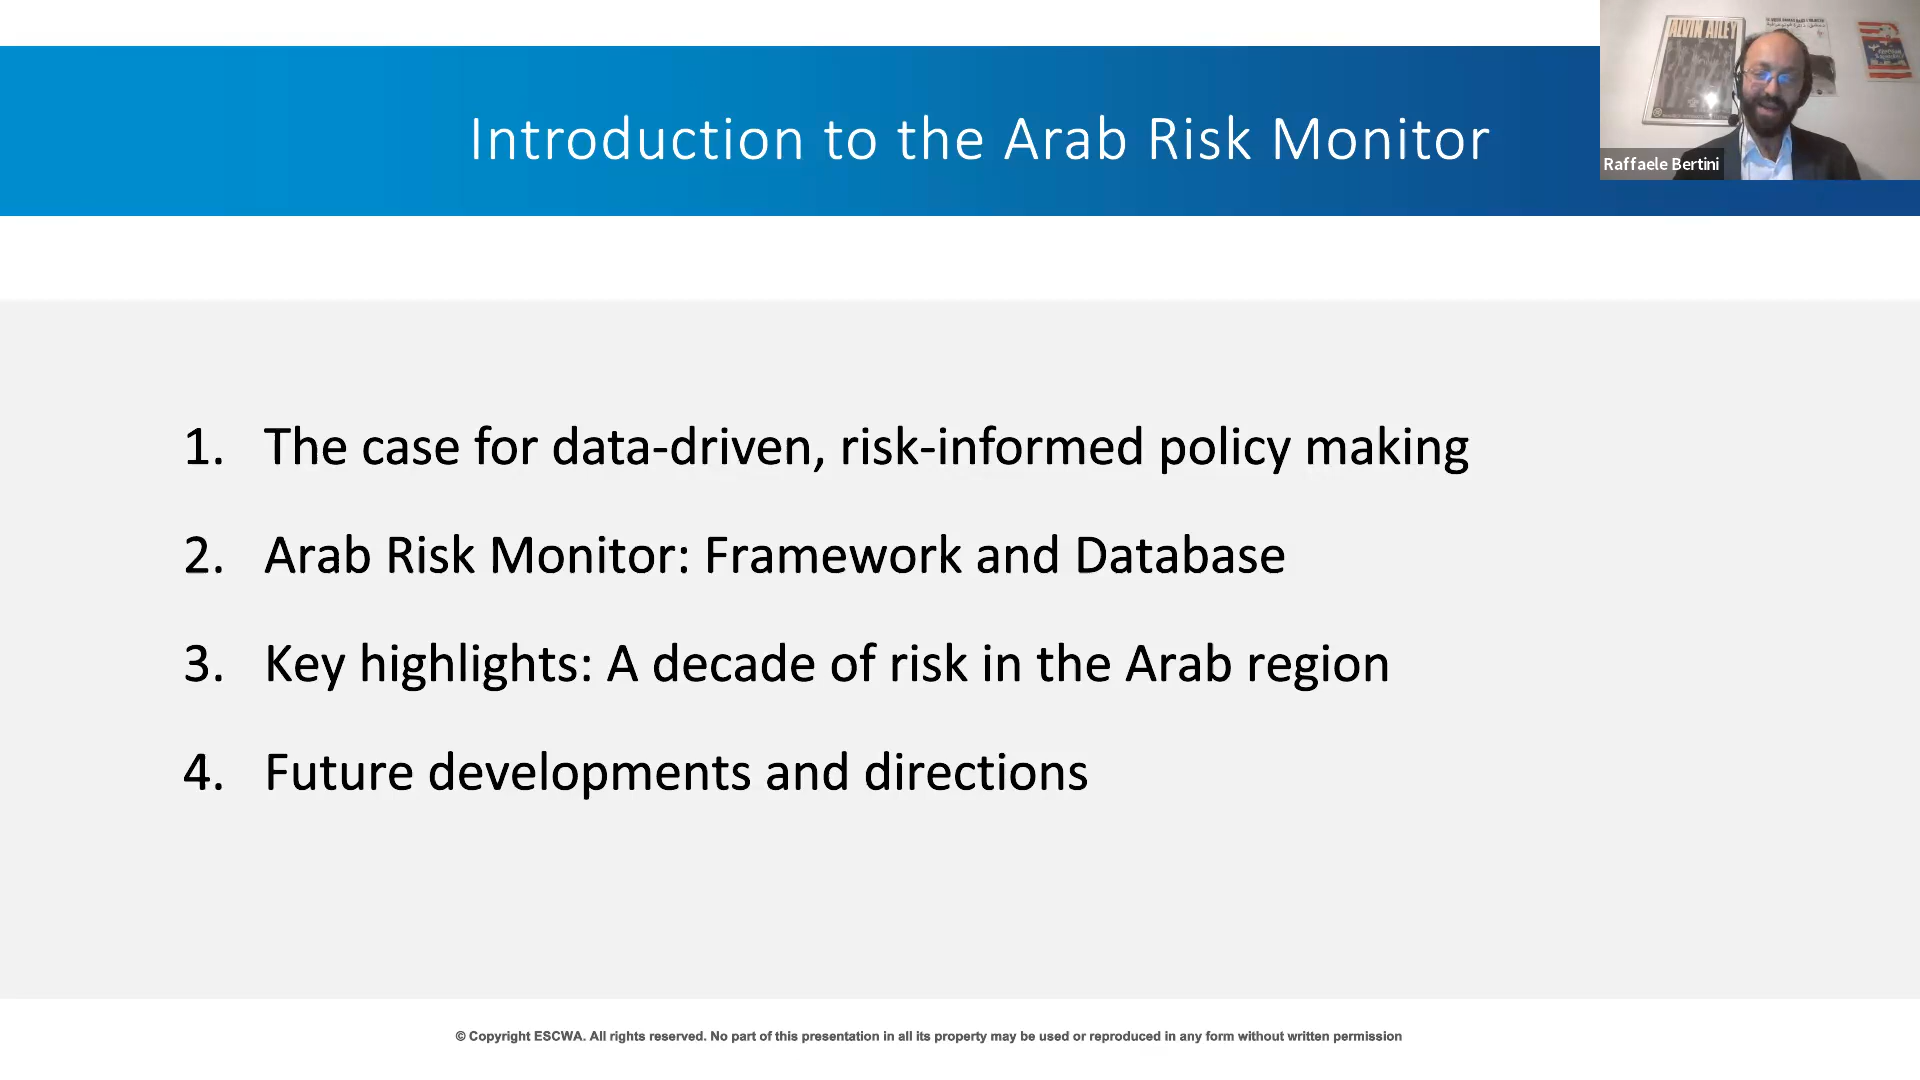 Introduction to the Arab Risk Monitor
ALVIN AILEY
Raffaele Bertini
1. The case for data-driven, risk-informed policy making
2. Arab Risk Monitor: Framework and Database
3. Key highlights: A decade of risk in the Arab region
4. Future developments and directions
© Copyright ESCWA. All rights reserved. No part of this presentation in all its property may be used or reproduced in any form without written permission